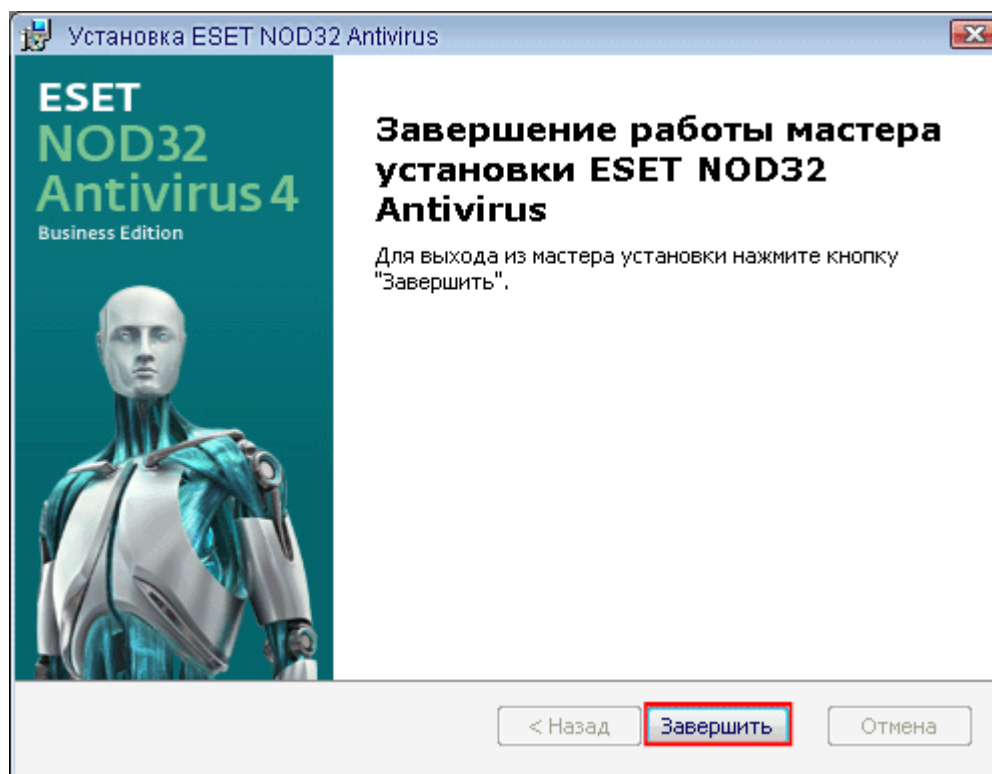 Установка ESET NOD32 Antivirus
ESET
NOD32
Antivirus 4
Business Edition
Завершение работы мастера
установки ESET NOD32
Antivirus
Для выхода из мастера установки нажмите кнопку
"Завершить".
< Назад
Завершить
Отмена